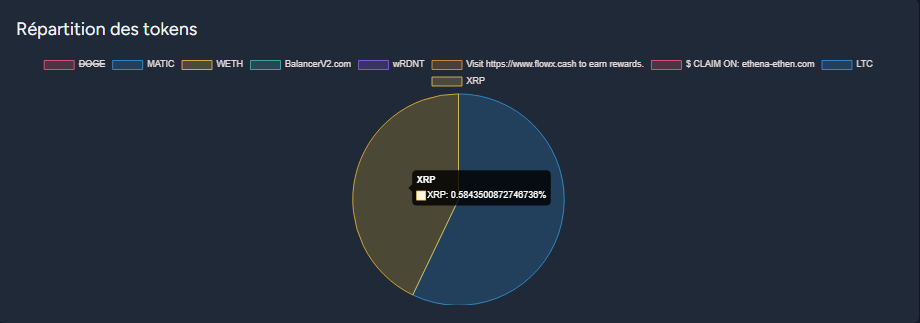 Répartition des tokens
DOGE MATIC WETH BalancerV2.com wRDNT Visit https://www.flowx.cash to earn rewards. $ CLAIM ON: ethena-ethen.com LTC
XRP
XRP
XRP: 0.5843500872746736%